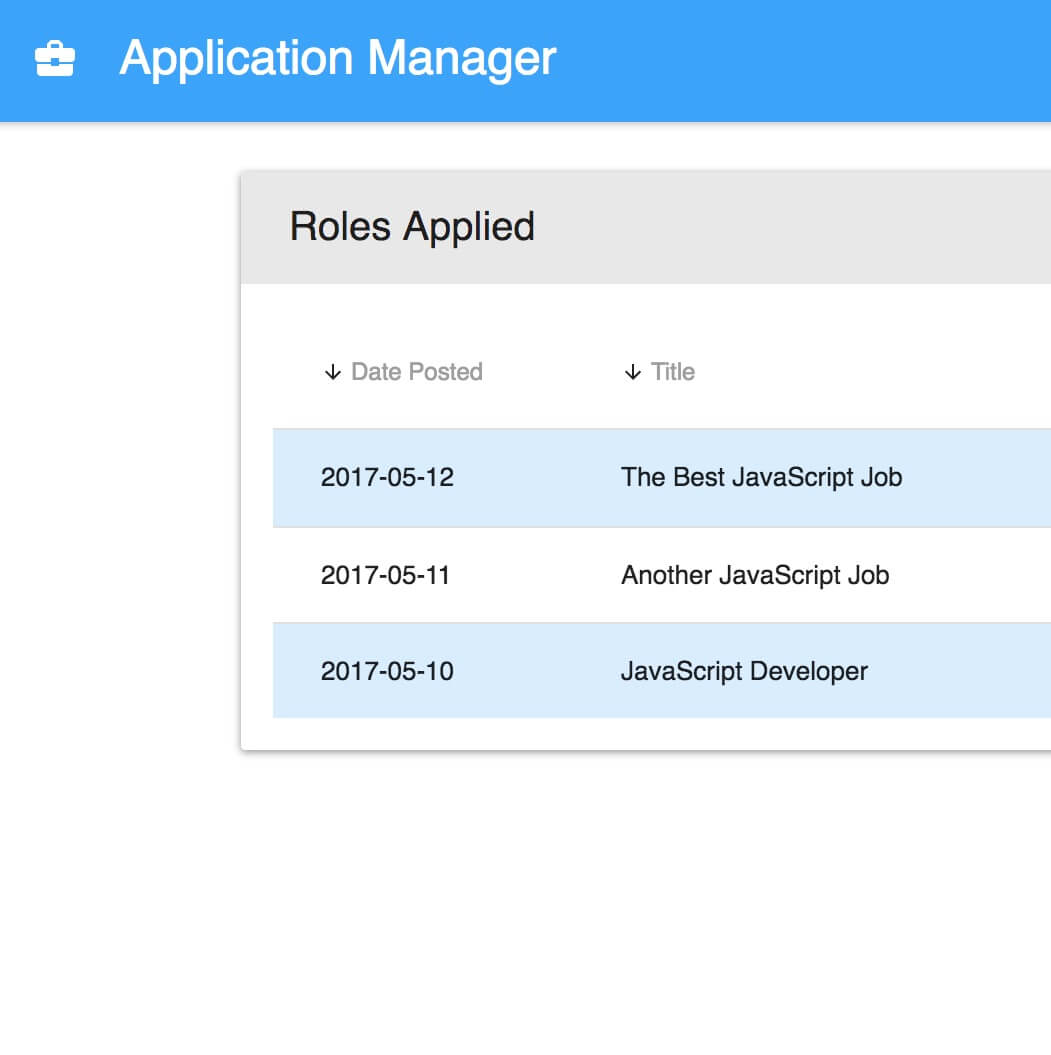 Application Manager
Roles Applied
↓ Date Posted ↓ Title
2017-05-12 The Best JavaScript Job
2017-05-11 Another JavaScript Job
2017-05-10 JavaScript Developer